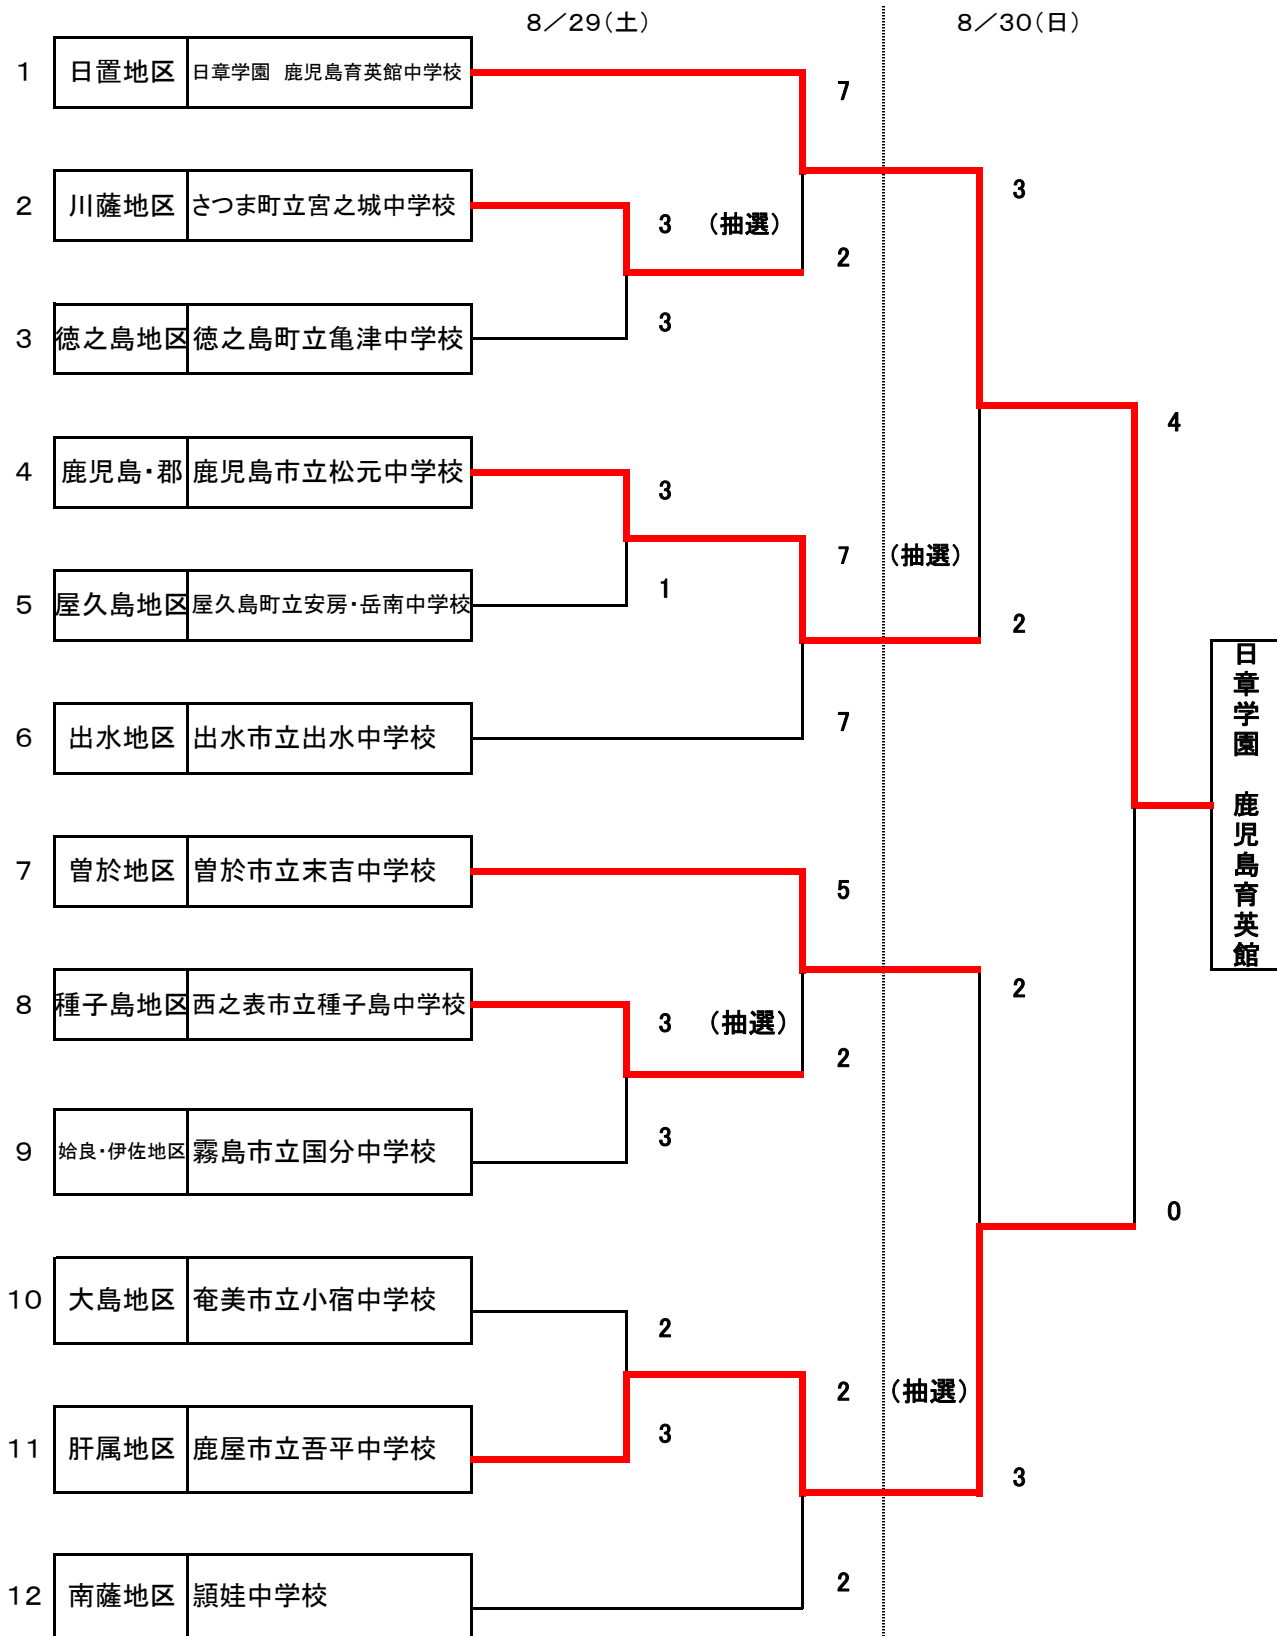 8／29(土)
8／30(日)
1 日置地区 日章学園　鹿児島育英館中学校
7
3
2 川薩地区 さつま町立宮之城中学校
3 （抽選）
2
3 徳之島地区 徳之島町立亀津中学校
3
4
4 鹿児島・郡 鹿児島市立松元中学校
3
7 （抽選）
5 屋久島地区 屋久島町立安房・岳南中学校
1
2
6 出水地区 出水市立出水中学校
7
日章学園　鹿児島育英館
7 曽於地区 曽於市立末吉中学校
5
2
8 種子島地区 西之表市立種子島中学校
3 （抽選）
2
9 姶良・伊佐地区 霧島市立国分中学校
3
0
10 大島地区 奄美市立小宿中学校
2
2 （抽選）
11 肝属地区 鹿屋市立吾平中学校
3
3
12 南薩地区 頴娃中学校
2